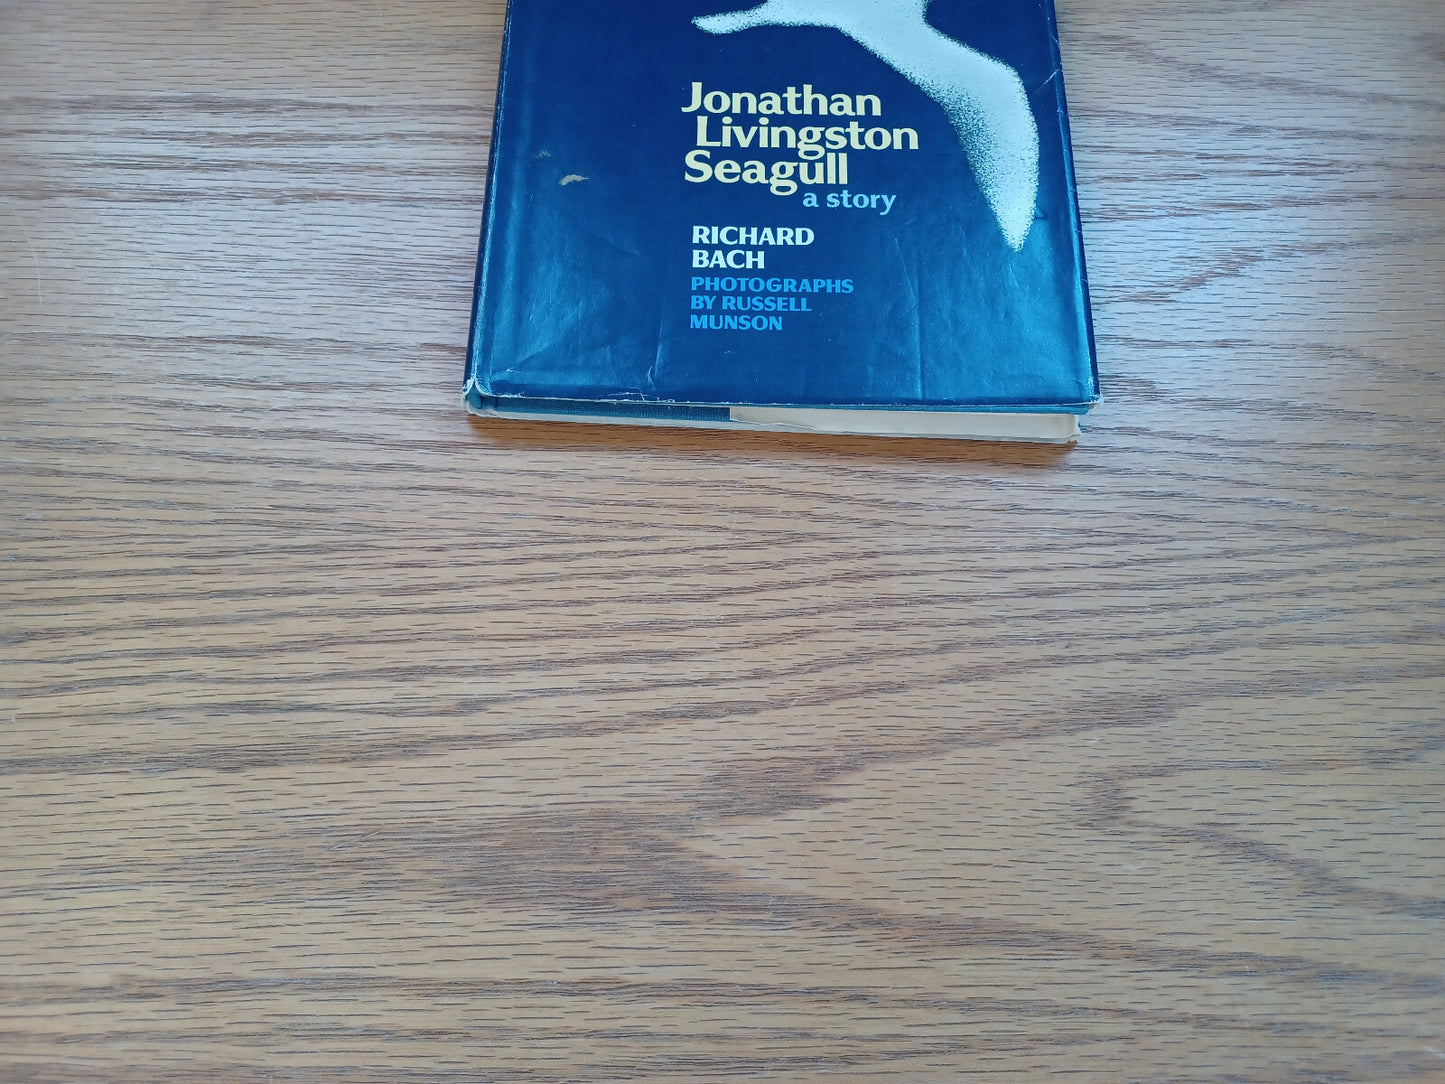 Jonathan
Livingston
Seagull
a story
RICHARD
BACH
PHOTOGRAPHS
BY RUSSELL
MUNSON